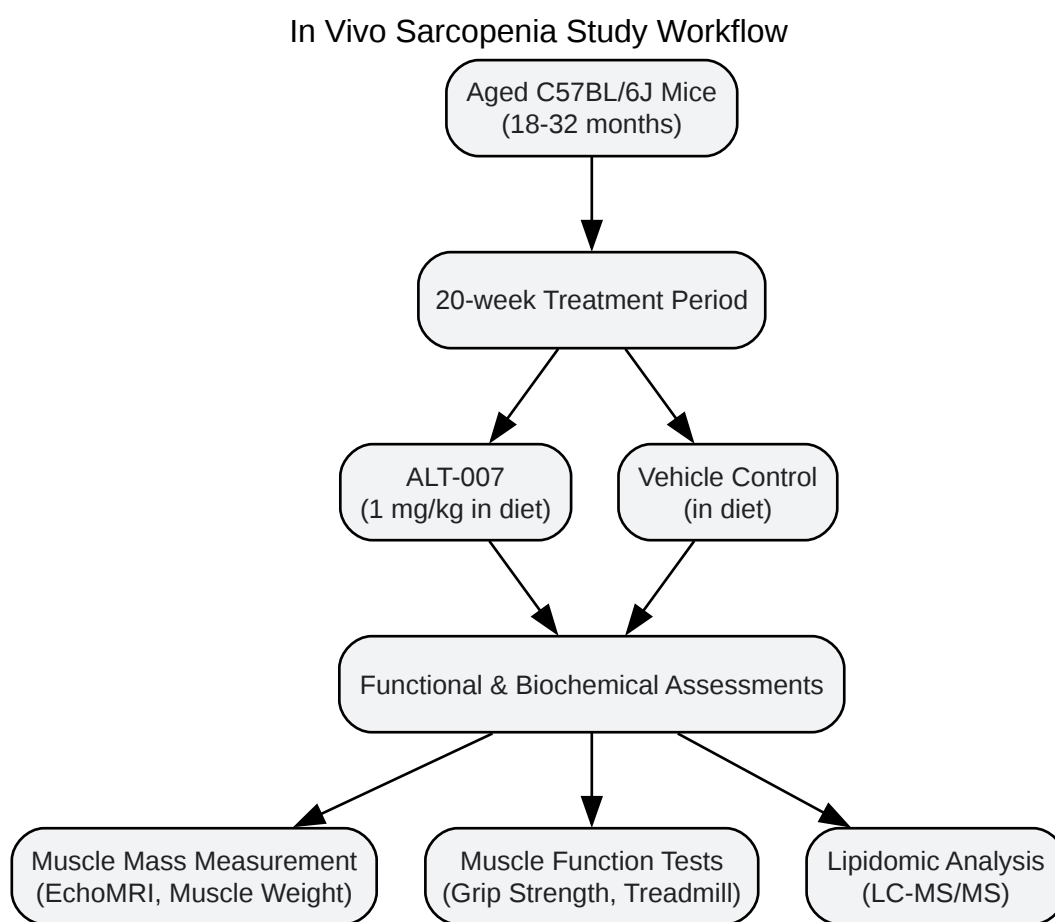 In Vivo Sarcopenia Study Workflow
Aged C57BL/6J Mice
(18-32 months)
20-week Treatment Period
ALT-007
(1 mg/kg in diet)
Vehicle Control
(in diet)
Functional & Biochemical Assessments
Muscle Mass Measurement
(EchoMRI, Muscle Weight)
Muscle Function Tests
(Grip Strength, Treadmill)
Lipidomic Analysis
(LC-MS/MS)